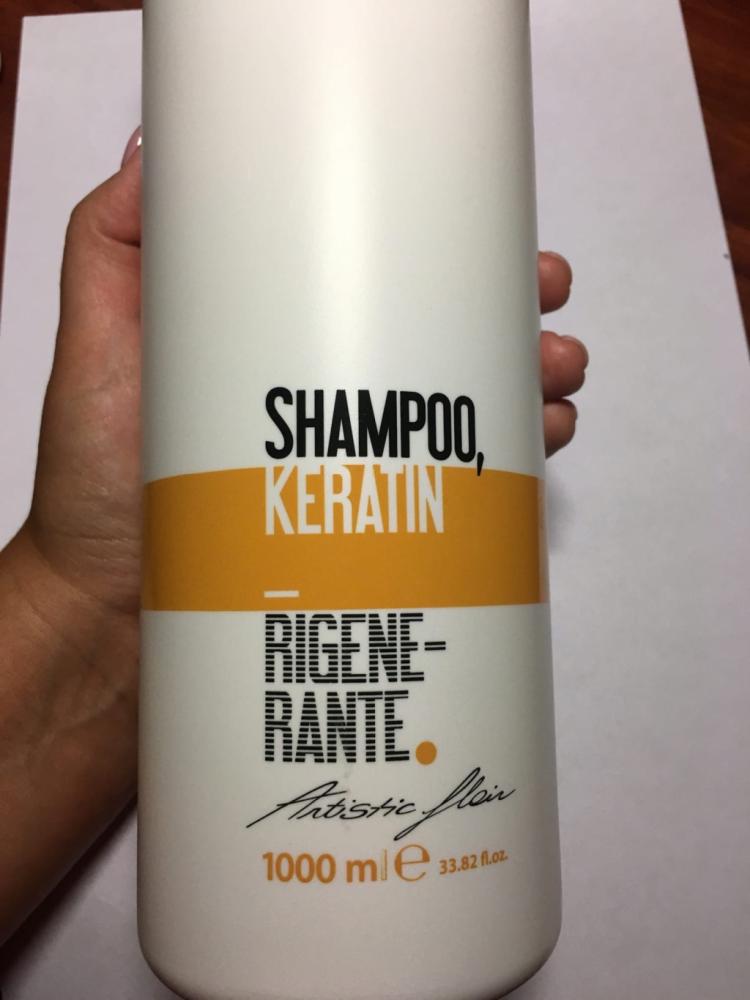 SHAMPOO,
KERATIN
RIGENE-
RANTE.
Artistic flair
1000 ml e 33.82 fl.oz.